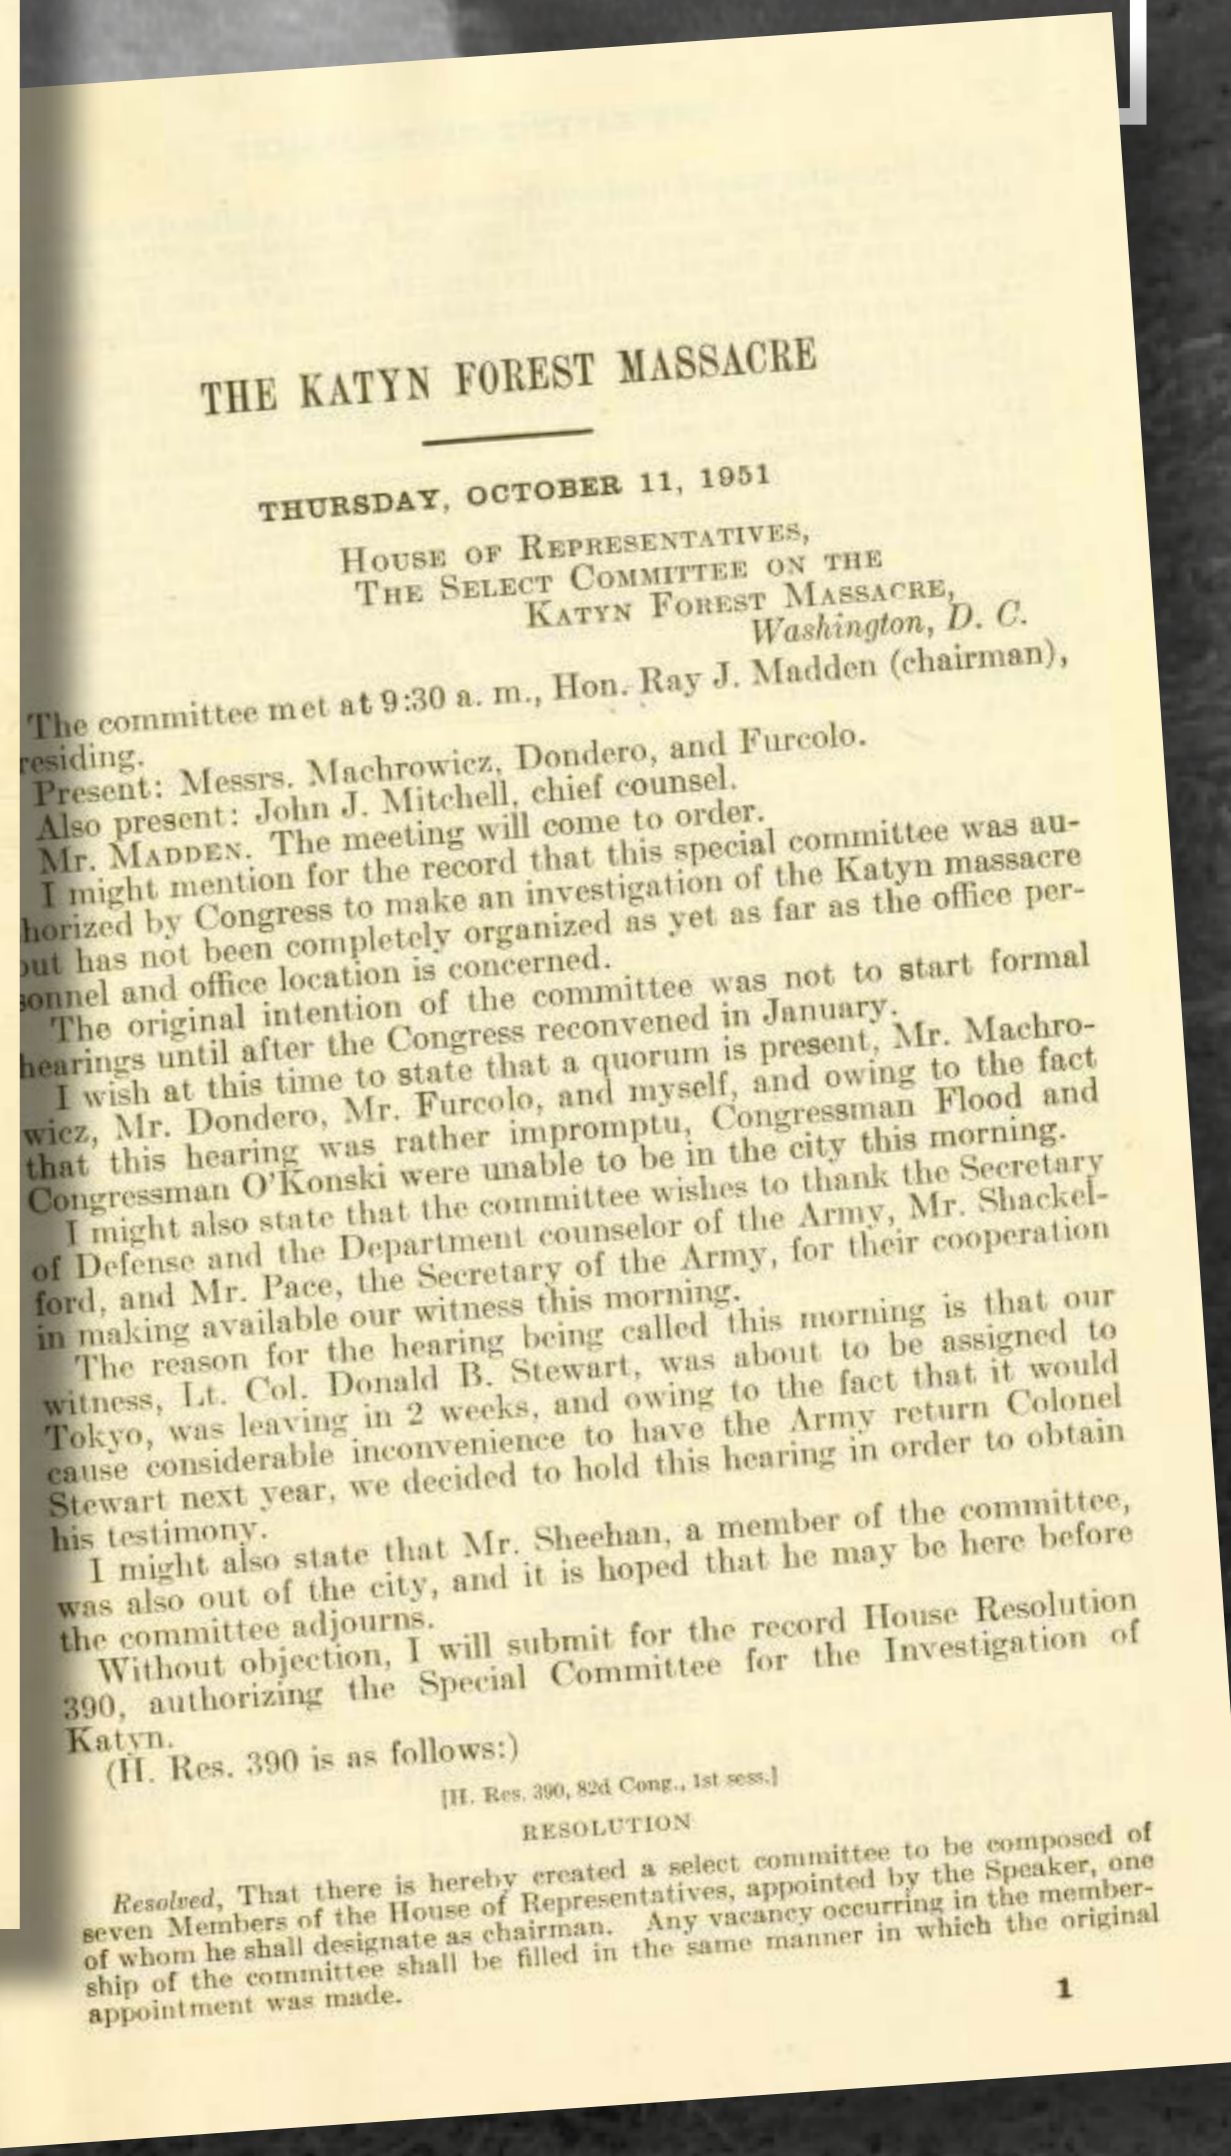 THE KATYN FOREST MASSACRE
THURSDAY, OCTOBER 11, 1951
HOUSE OF REPRESENTATIVES,
THE SELECT COMMITTEE ON THE
KATYN FOREST MASSACRE,
Washington, D. C.
The committee met at 9:30 a. m., Hon. Ray J. Madden (chairman),
residing.
Present: Messrs. Machrowicz, Dondero, and Furcolo.
Also present: John J. Mitchell, chief counsel.
Mr. MADDEN. The meeting will come to order.
I might mention for the record that this special committee was au-
horized by Congress to make an investigation of the Katyn massacre
out has not been completely organized as yet as far as the office per-
sonnel and office location is concerned.
The original intention of the committee was not to start formal
hearings until after the Congress reconvened in January.
I wish at this time to state that a quorum is present, Mr. Machro-
wicz, Mr. Dondero, Mr. Furcolo, and myself, and owing to the fact
that this hearing was rather impromptu, Congressman Flood and
Congressman O'Konski were unable to be in the city this morning.
I might also state that the committee wishes to thank the Secretary
of Defense and the Department counselor of the Army, Mr. Shackel-
ford, and Mr. Pace, the Secretary of the Army, for their cooperation
in making available our witness this morning.
The reason for the hearing being called this morning is that our
witness, Lt. Col. Donald B. Stewart, was about to be assigned to
Tokyo, was leaving in 2 weeks, and owing to the fact that it would
cause considerable inconvenience to have the Army return Colonel
Stewart next year, we decided to hold this hearing in order to obtain
his testimony.
I might also state that Mr. Sheehan, a member of the committee,
was also out of the city, and it is hoped that he may be here before
the committee adjourns.
Without objection, I will submit for the record House Resolution
390, authorizing the Special Committee for the Investigation of
Katyn.
(H. Res. 390 is as follows:)
[H. Res. 390, 82d Cong., 1st sess.]
RESOLUTION
Resolved, That there is hereby created a select committee to be composed of
seven Members of the House of Representatives, appointed by the Speaker, one
of whom he shall designate as chairman. Any vacancy occurring in the member-
ship of the committee shall be filled in the same manner in which the original
appointment was made.
1